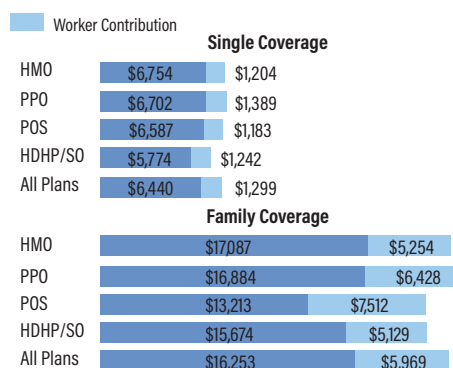 Worker Contribution
Single Coverage
HMO $6,754 $1,204
PPO $6,702 $1,389
POS $6,587 $1,183
HDHP/SO $5,774 $1,242
All Plans $6,440 $1,299
Family Coverage
HMO $17,087 $5,254
PPO $16,884 $6,428
POS $13,213 $7,512
HDHP/SO $15,674 $5,129
All Plans $16,253 $5,969